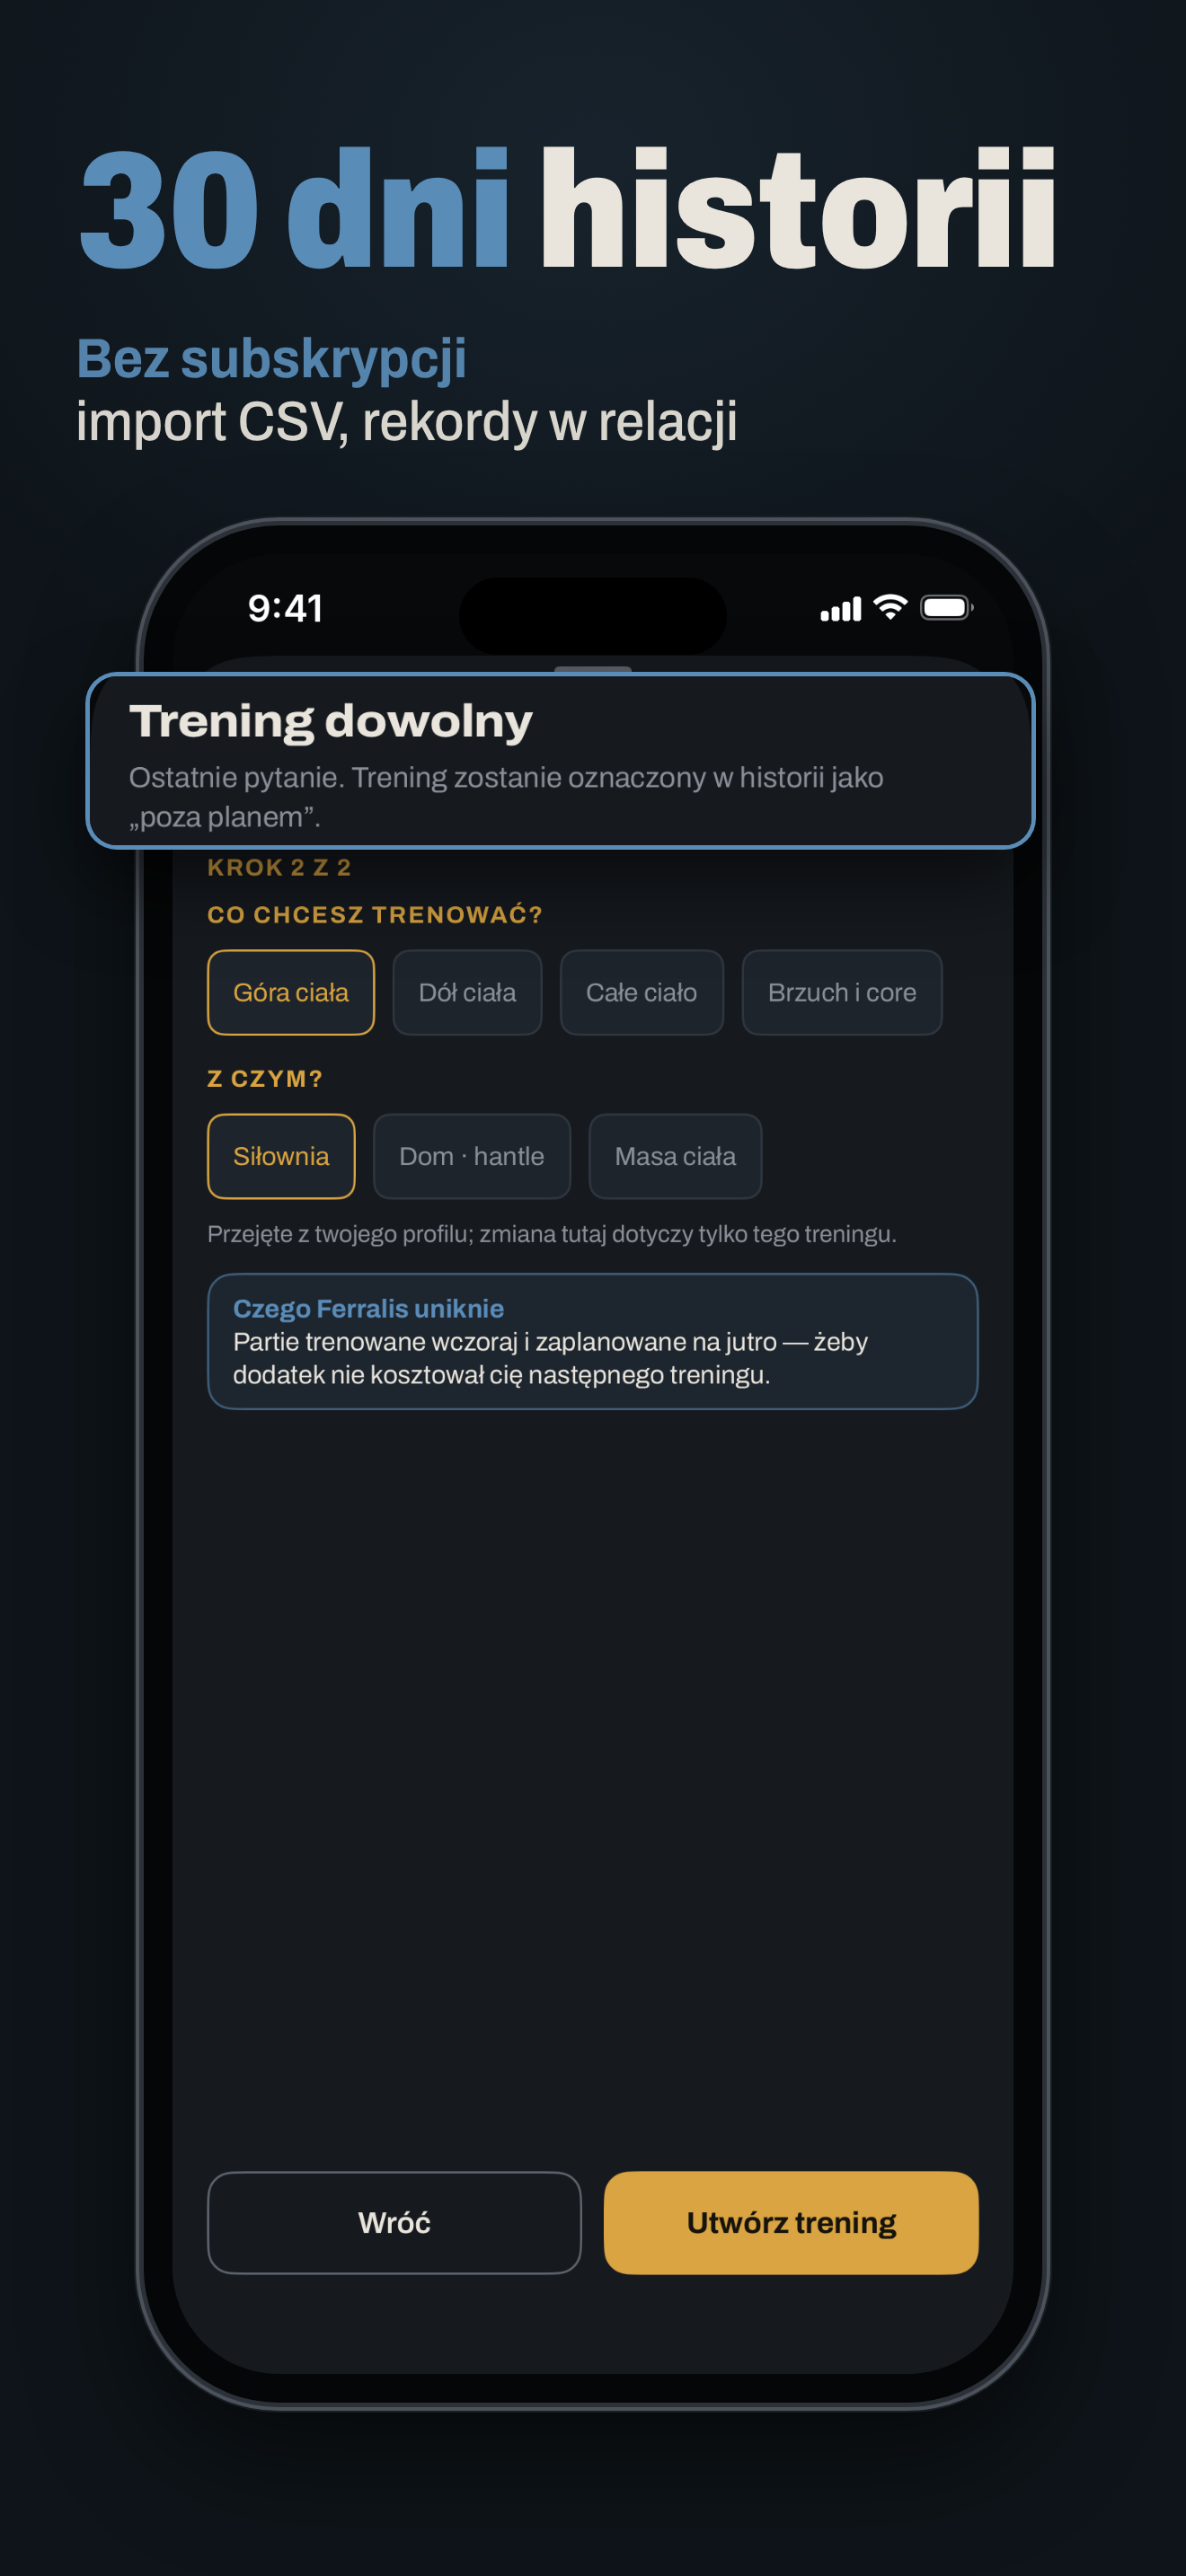 30 dni historii
Bez subskrypcji
import CSV, rekordy w relacji
9:41
Trening dowolny
Ostatnie pytanie. Trening zostanie oznaczony w historii jako
„poza planem”.
KROK 2 Z 2
CO CHCESZ TRENOWAĆ?
Góra ciała Dół ciała Całe ciało Brzuch i core
Z CZYM?
Siłownia Dom · hantle Masa ciała
Przejęte z twojego profilu; zmiana tutaj dotyczy tylko tego treningu.
Czego Ferralis uniknie
Partie trenowane wczoraj i zaplanowane na jutro — żeby
dodatek nie kosztował cię następnego treningu.
Wróć Utwórz trening